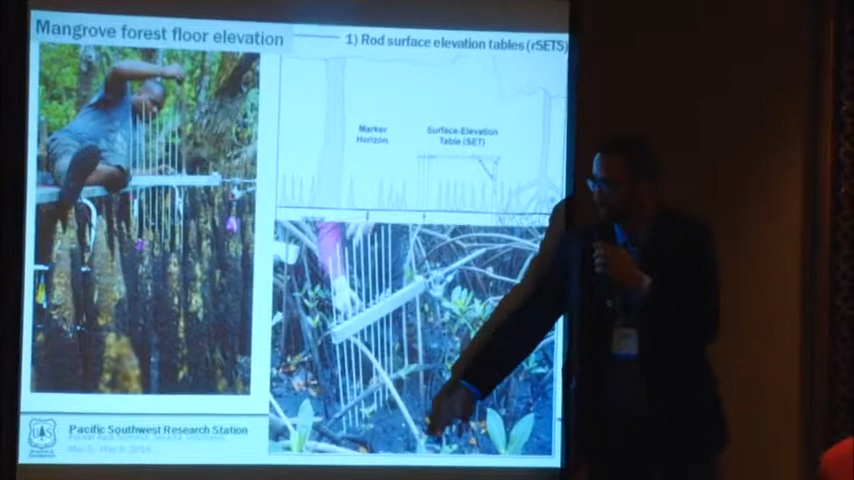 Mangrove forest floor elevation
1) Rod surface elevation tables (rSETS)
Marker
Horizon
Surface-Elevation
Table (SET)
Pacific Southwest Research Station